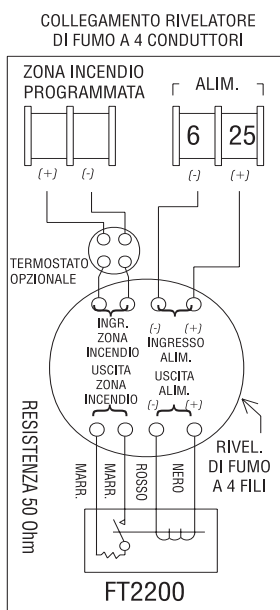 COLLEGAMENTO RIVELATORE
DI FUMO A 4 CONDUTTORI
ZONA INCENDIO
PROGRAMMATA
ALIM.
6 25
(+) (-)
(-) (+)
TERMOSTATO
OPZIONALE
INGR.
ZONA
INCENDIO
(-) (+)
INGRESSO
ALIM.
USCITA
ZONA
INCENDIO
USCITA
ALIM.
(-) (+)
RIVEL.
DI FUMO
A 4 FILI
RESISTENZA 50 Ohm
MARR.
MARR.
ROSSO
NERO
FT2200